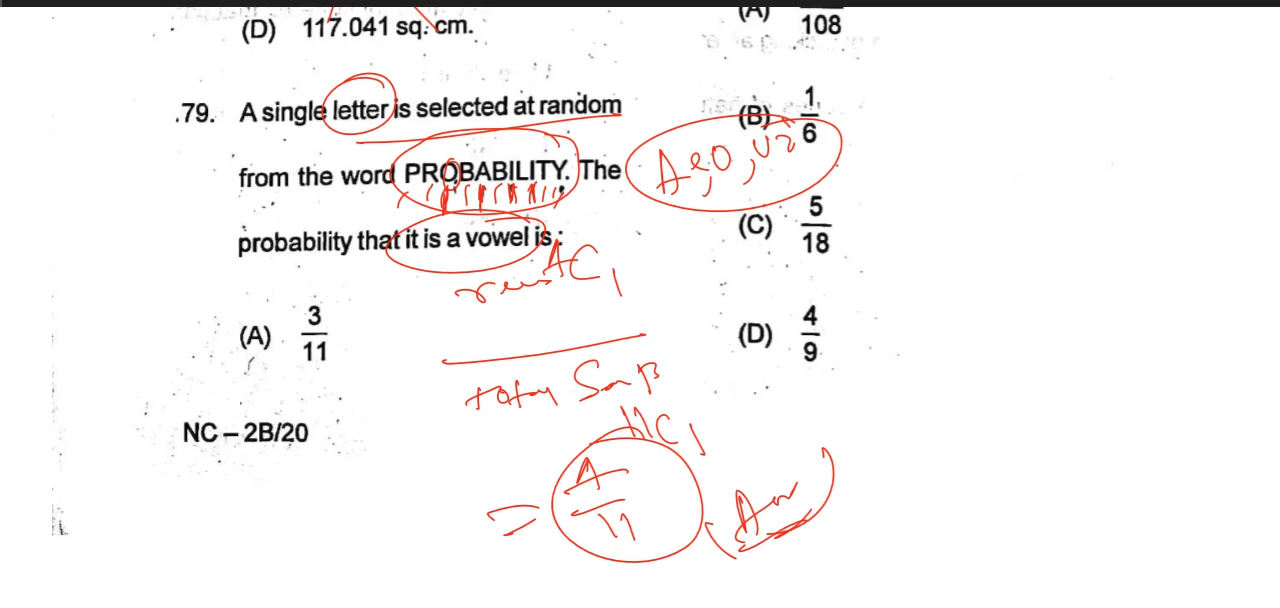 (D) 117.041 sq. cm.
.79. A single letter is selected at random
from the word PROBABILITY. The
probability that it is a vowel is :
(A) 3/11
NC – 2B/20
(A)
108
(B) 1/6
(C) 5/18
(D) 4/9
4C1
11C1
= 4/11 (Ans)